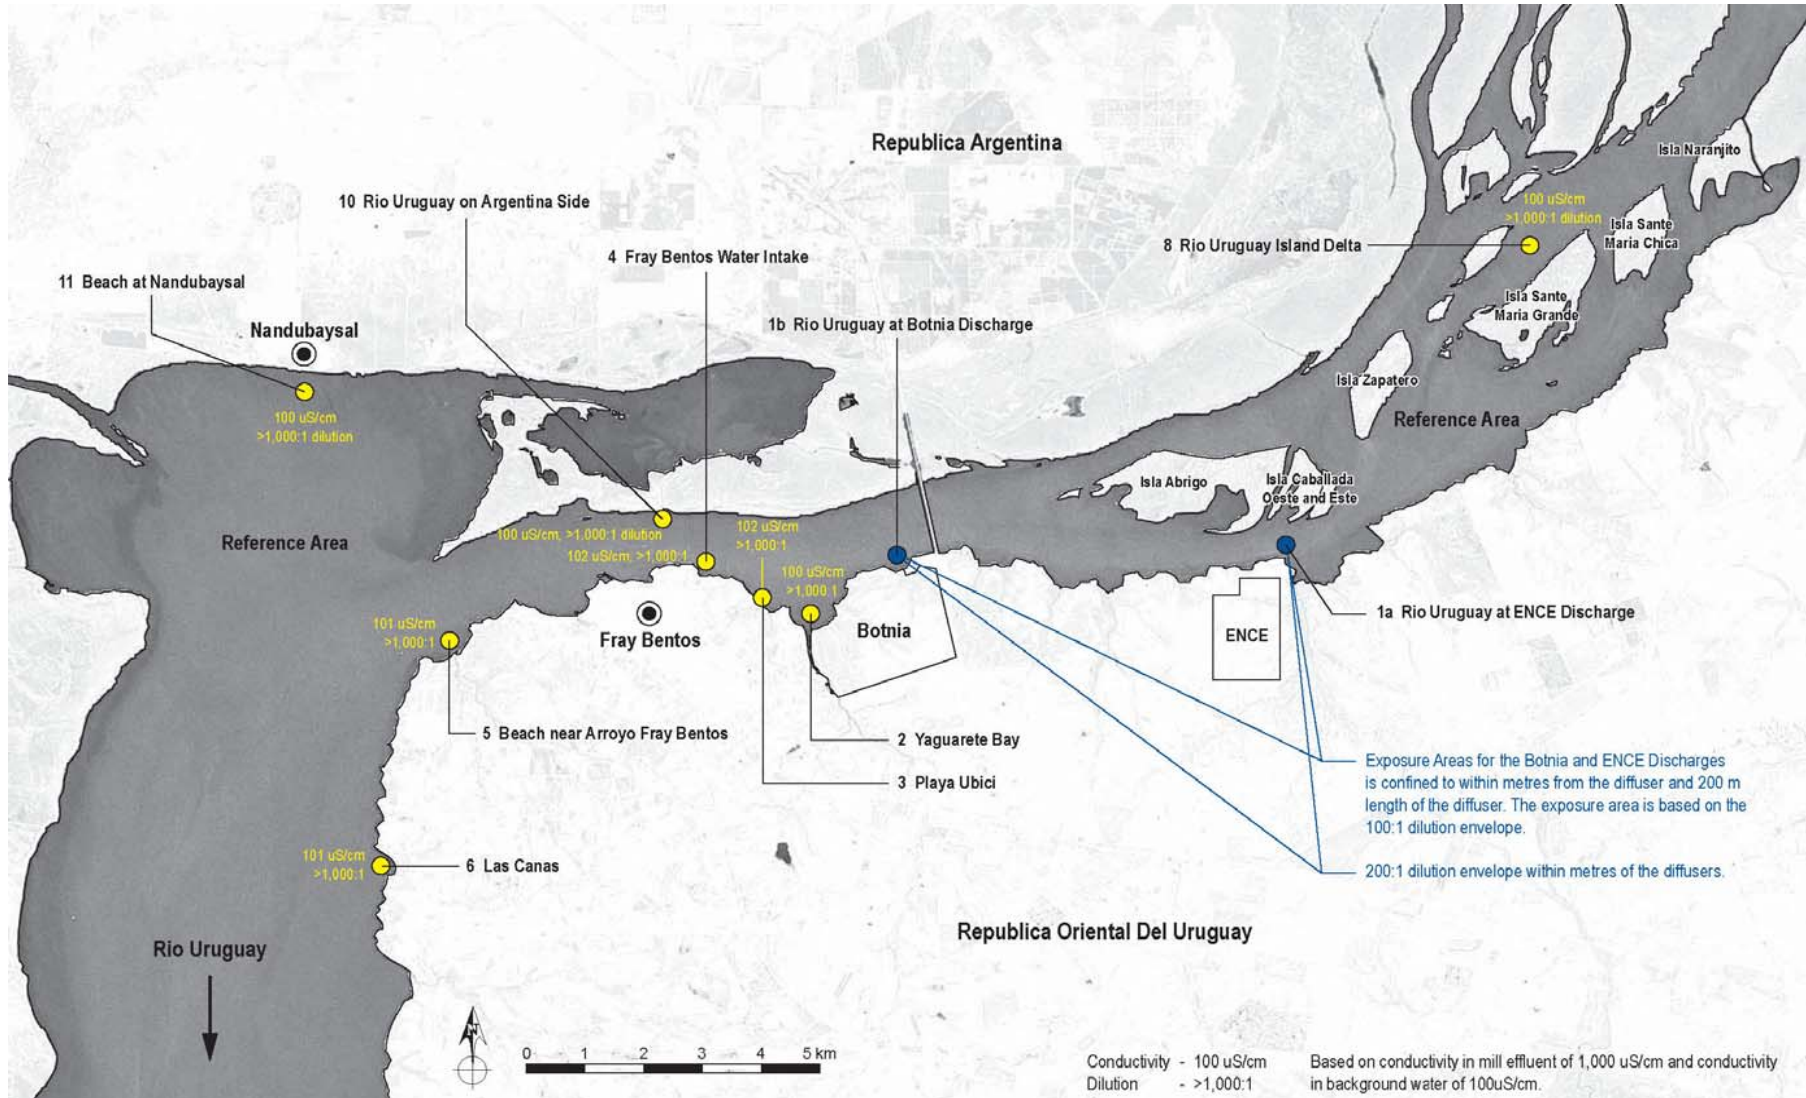 Republica Argentina
Isla Naranjito
10 Rio Uruguay on Argentina Side
100 uS/cm
>1,000:1 dilution
Isla Sante
Maria Chica
8 Rio Uruguay Island Delta
4 Fray Bentos Water Intake
11 Beach at Nandubaysal
Isla Sante
Maria Grande
Nandubaysal
1b Rio Uruguay at Botnia Discharge
Isla Zapatero
100 uS/cm
>1,000:1 dilution
Reference Area
Isla Abrigo
Isla Caballada
Oeste and Este
Reference Area
100 uS/cm, >1,000:1 dilution
102 uS/cm, >1,000:1
102 uS/cm
>1,000:1
100 uS/cm
>1,000:1
101 uS/cm
>1,000:1
Fray Bentos
Botnia
ENCE
1a Rio Uruguay at ENCE Discharge
5 Beach near Arroyo Fray Bentos
2 Yaguarete Bay
3 Playa Ubici
Exposure Areas for the Botnia and ENCE Discharges
is confined to within metres from the diffuser and 200 m
length of the diffuser. The exposure area is based on the
100:1 dilution envelope.
200:1 dilution envelope within metres of the diffusers.
101 uS/cm
>1,000:1
6 Las Canas
Republica Oriental Del Uruguay
Rio Uruguay
N
0 1 2 3 4 5 km
Conductivity - 100 uS/cm
Dilution - >1,000:1
Based on conductivity in mill effluent of 1,000 uS/cm and conductivity
in background water of 100uS/cm.